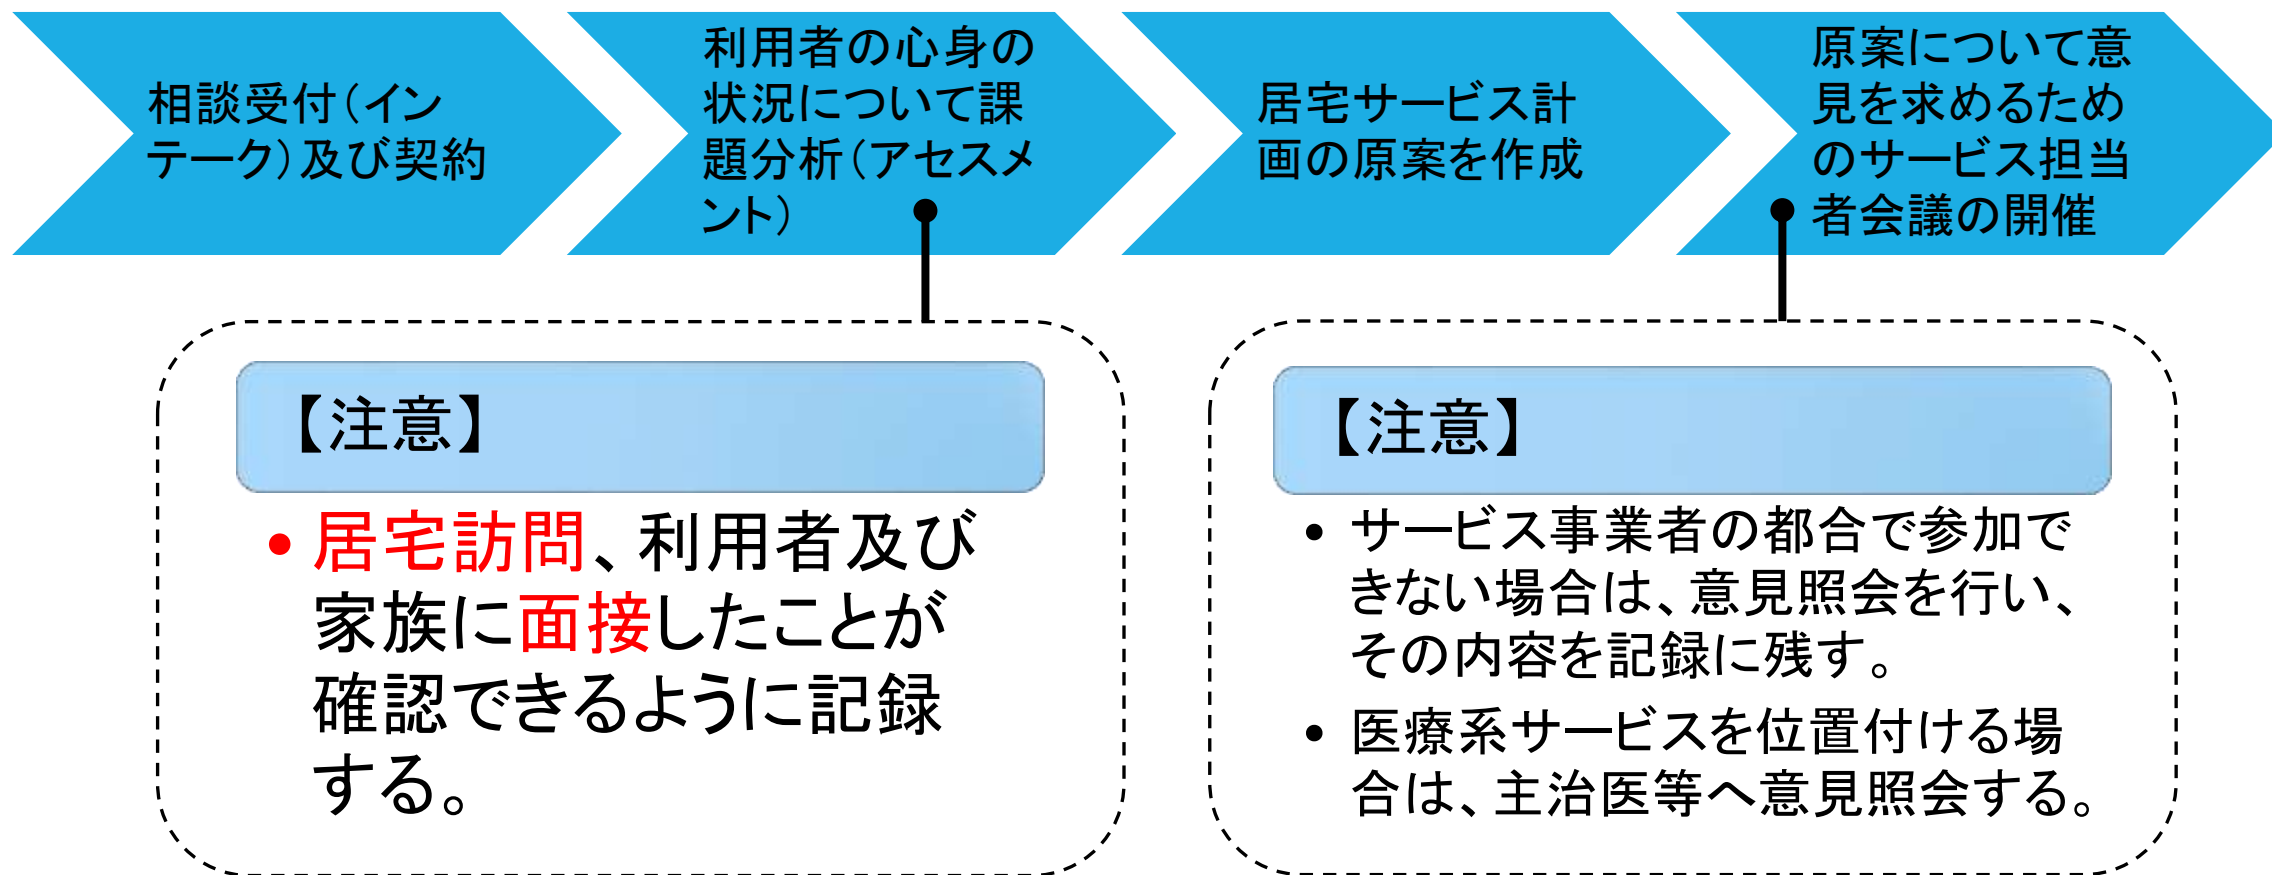 相談受付（イン
テーク）及び契約
利用者の心身の
状況について課
題分析（アセスメ
ント）
居宅サービス計
画の原案を作成
原案について意
見を求めるため
のサービス担当
者会議の開催
【注意】
• 居宅訪問、利用者及び
家族に面接したことが
確認できるように記録
する。
【注意】
• サービス事業者の都合で参加で
きない場合は、意見照会を行い、
その内容を記録に残す。
• 医療系サービスを位置付ける場
合は、主治医等へ意見照会する。